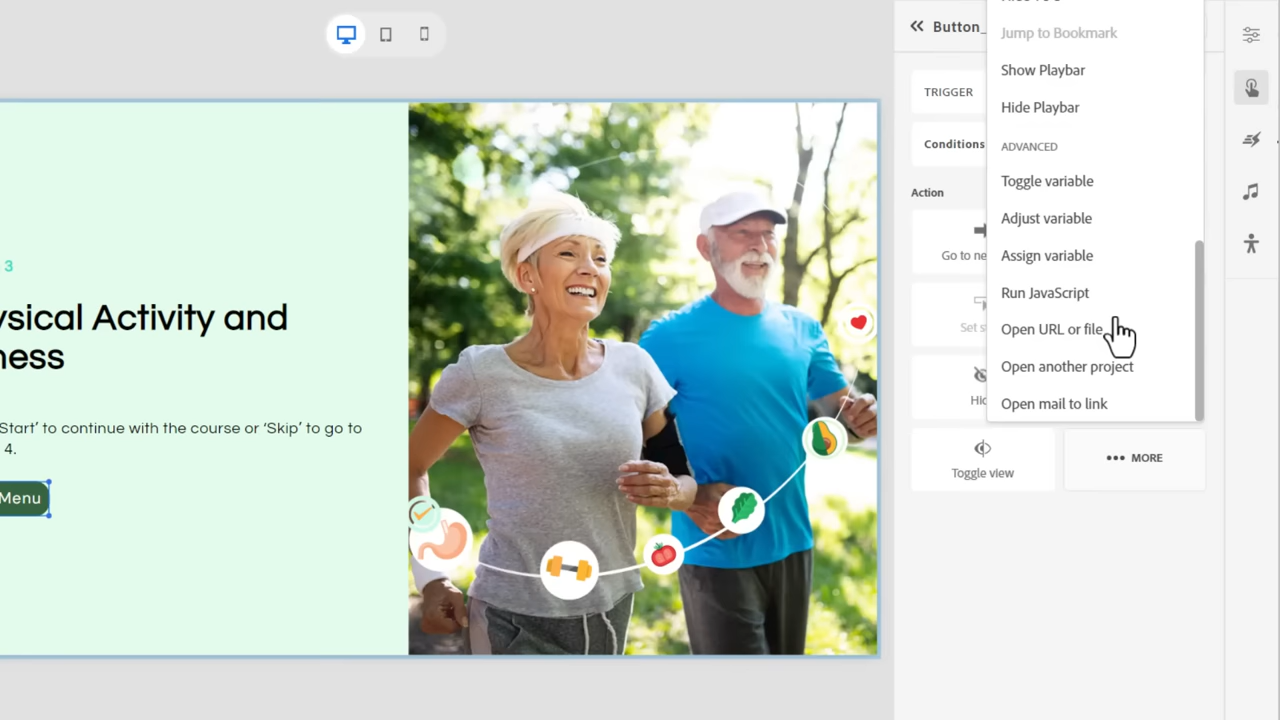 3
ysical Activity and
ness
Start’ to continue with the course or ‘Skip’ to go to
4.
Menu
Button_
TRIGGER
Conditions
Action
Go to ne
Set s
Hid
Toggle view
••• MORE
Jump to Bookmark
Show Playbar
Hide Playbar
ADVANCED
Toggle variable
Adjust variable
Assign variable
Run JavaScript
Open URL or file
Open another project
Open mail to link